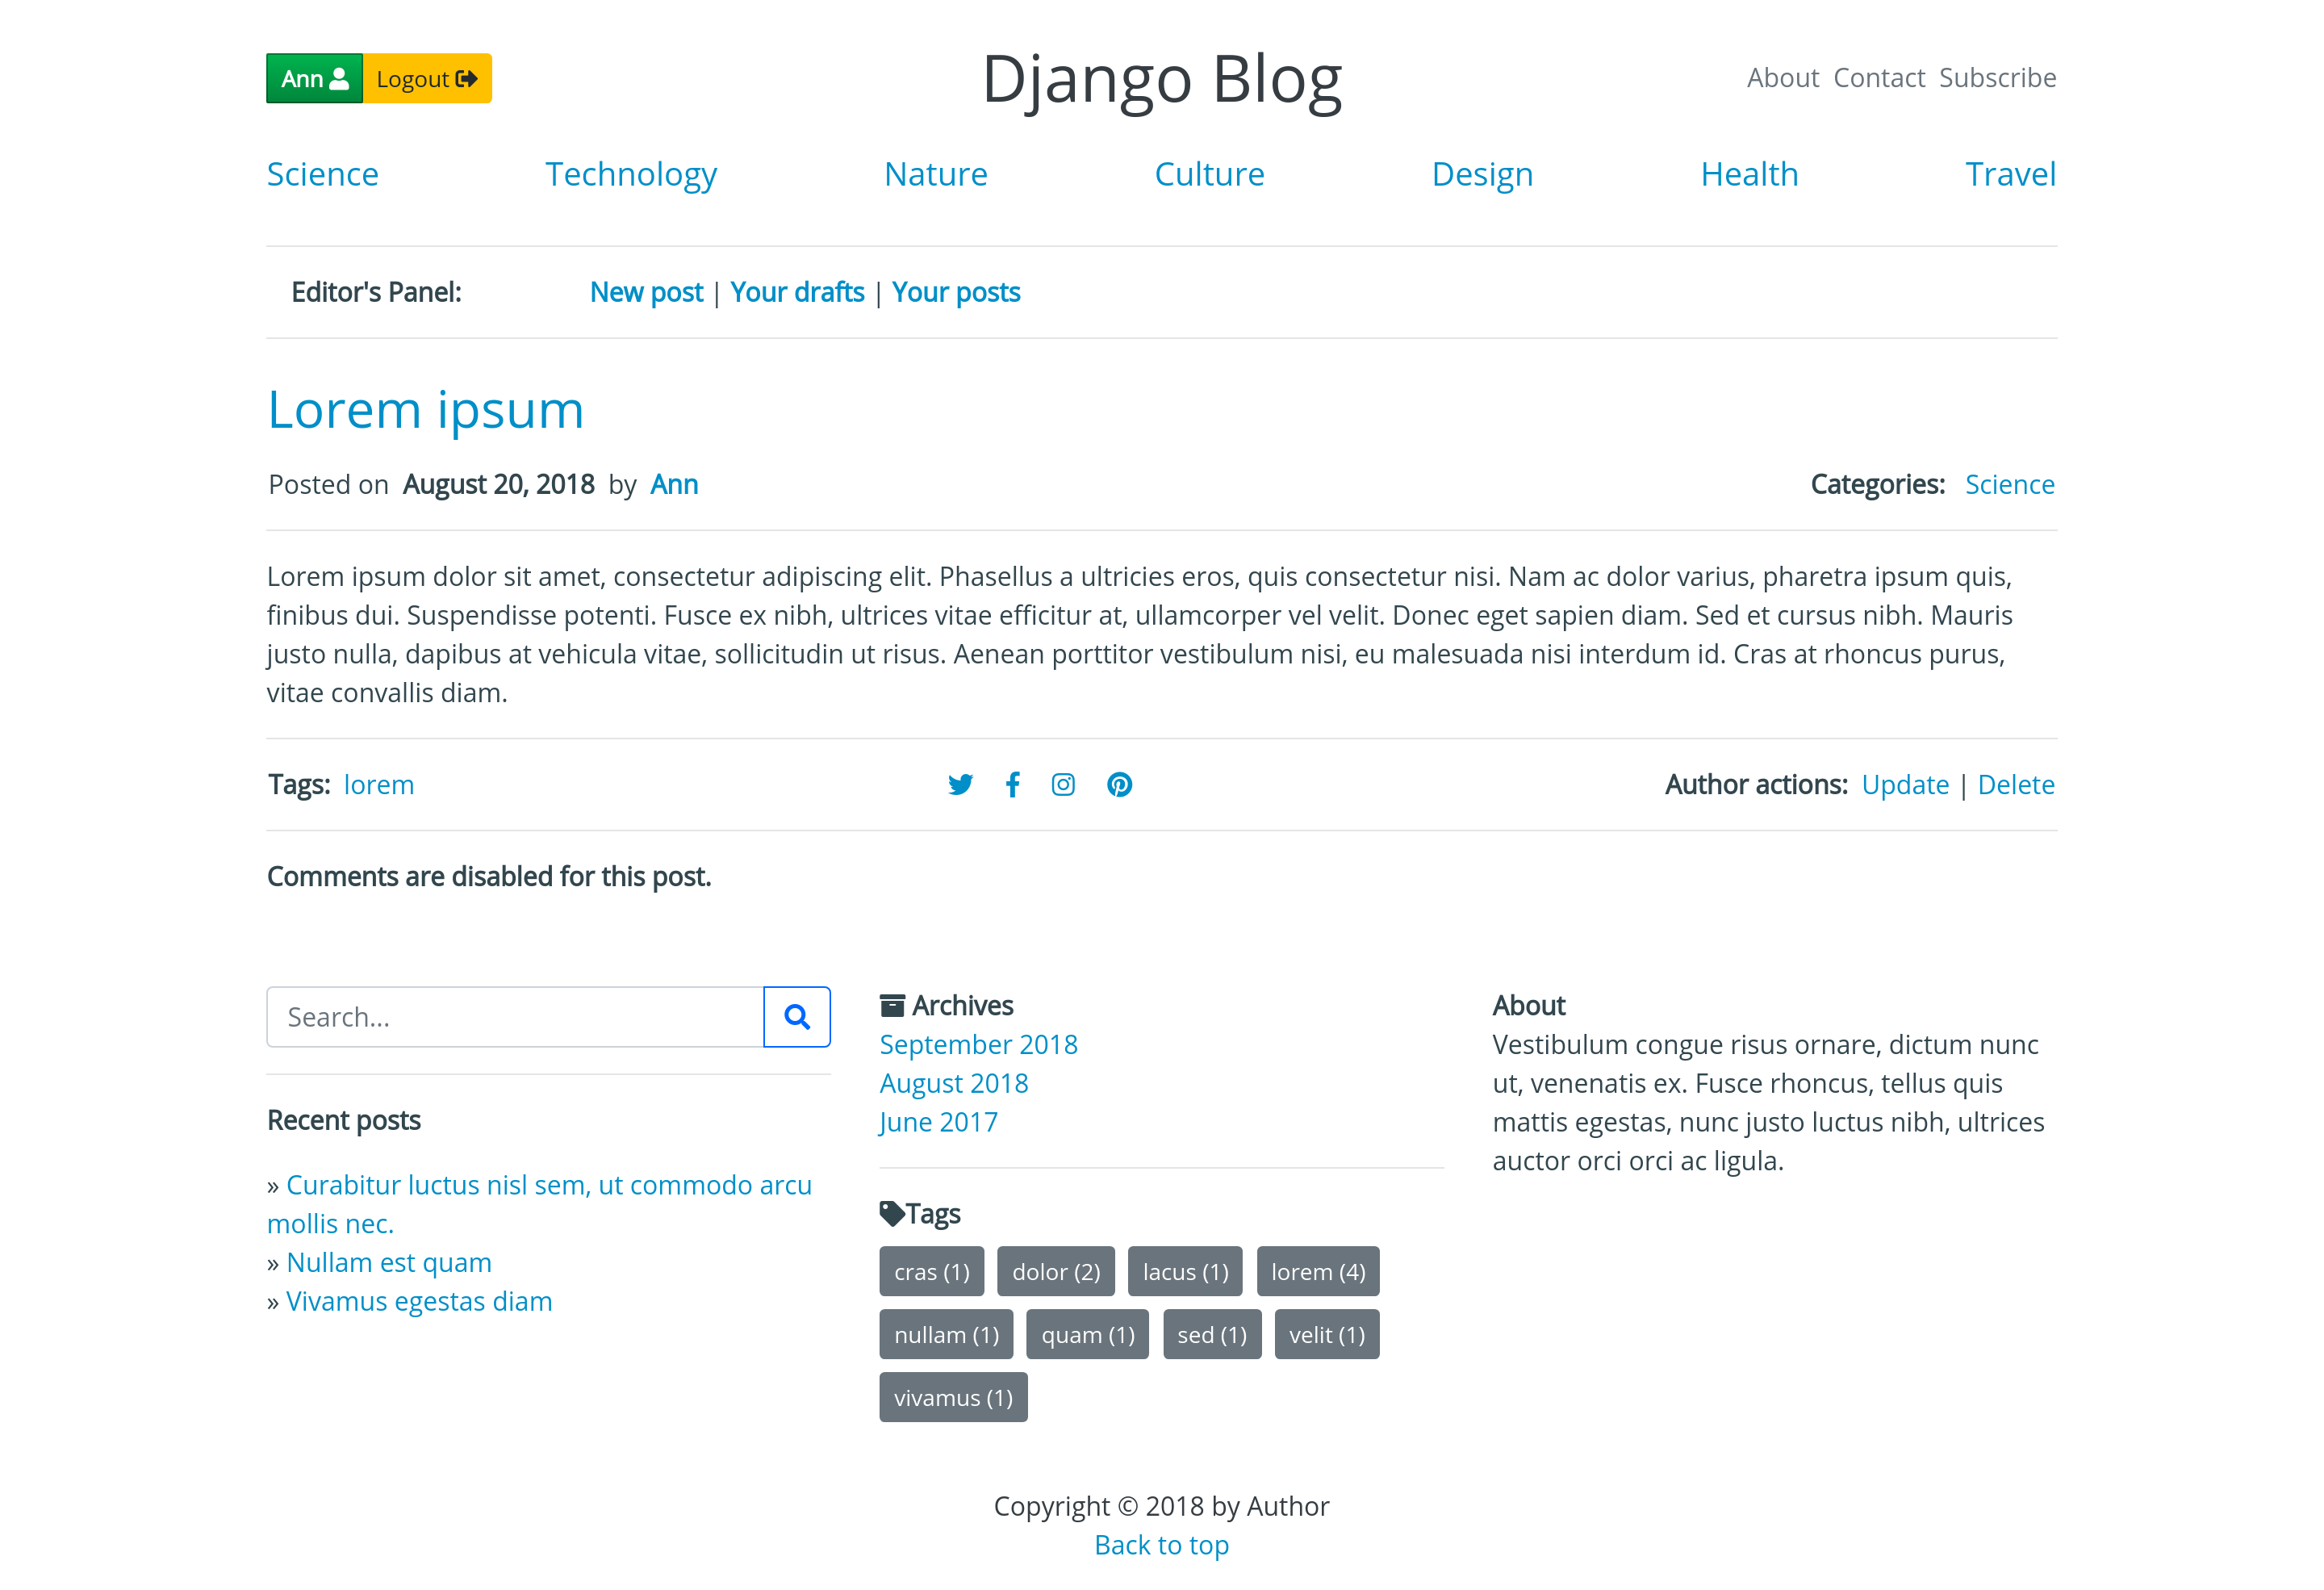 Ann Logout
Django Blog
About Contact Subscribe
Science Technology Nature Culture Design Health Travel
Editor's Panel: New post | Your drafts | Your posts
Lorem ipsum
Posted on August 20, 2018 by Ann Categories: Science
Lorem ipsum dolor sit amet, consectetur adipiscing elit. Phasellus a ultricies eros, quis consectetur nisi. Nam ac dolor varius, pharetra ipsum quis,
finibus dui. Suspendisse potenti. Fusce ex nibh, ultrices vitae efficitur at, ullamcorper vel velit. Donec eget sapien diam. Sed et cursus nibh. Mauris
justo nulla, dapibus at vehicula vitae, sollicitudin ut risus. Aenean porttitor vestibulum nisi, eu malesuada nisi interdum id. Cras at rhoncus purus,
vitae convallis diam.
Tags: lorem Author actions: Update | Delete
Comments are disabled for this post.
Search...
Recent posts
» Curabitur luctus nisl sem, ut commodo arcu
mollis nec.
» Nullam est quam
» Vivamus egestas diam
Archives
September 2018
August 2018
June 2017
Tags
cras (1) dolor (2) lacus (1) lorem (4)
nullam (1) quam (1) sed (1) velit (1)
vivamus (1)
About
Vestibulum congue risus ornare, dictum nunc
ut, venenatis ex. Fusce rhoncus, tellus quis
mattis egestas, nunc justo luctus nibh, ultrices
auctor orci orci ac ligula.
Copyright © 2018 by Author
Back to top